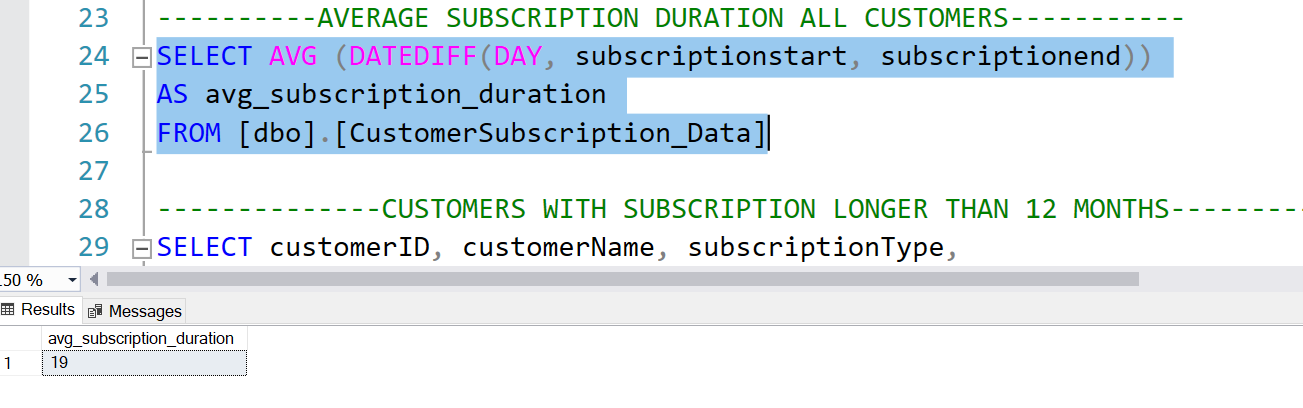 23 ----------AVERAGE SUBSCRIPTION DURATION ALL CUSTOMERS-----------
24 SELECT AVG (DATEDIFF(DAY, subscriptionstart, subscriptionend))
25 AS avg_subscription_duration
26 FROM [dbo].[CustomerSubscription_Data]
27
28 --------------CUSTOMERS WITH SUBSCRIPTION LONGER THAN 12 MONTHS---------
29 SELECT customerID, customerName, subscriptionType,
.50 %
Results Messages
avg_subscription_duration
1 19